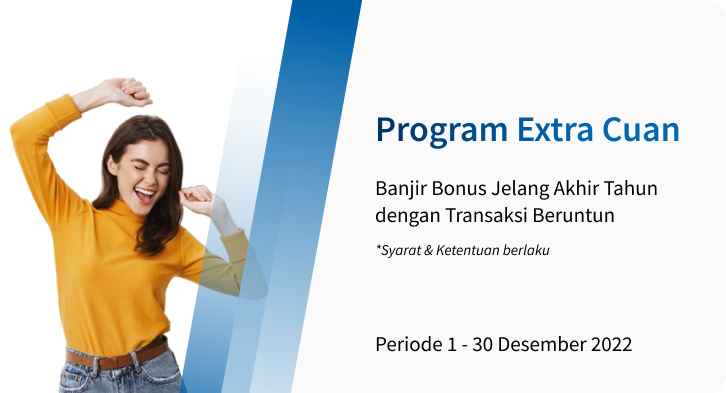 Program Extra Cuan
Banjir Bonus Jelang Akhir Tahun
dengan Transaksi Beruntun
*Syarat & Ketentuan berlaku
Periode 1 - 30 Desember 2022